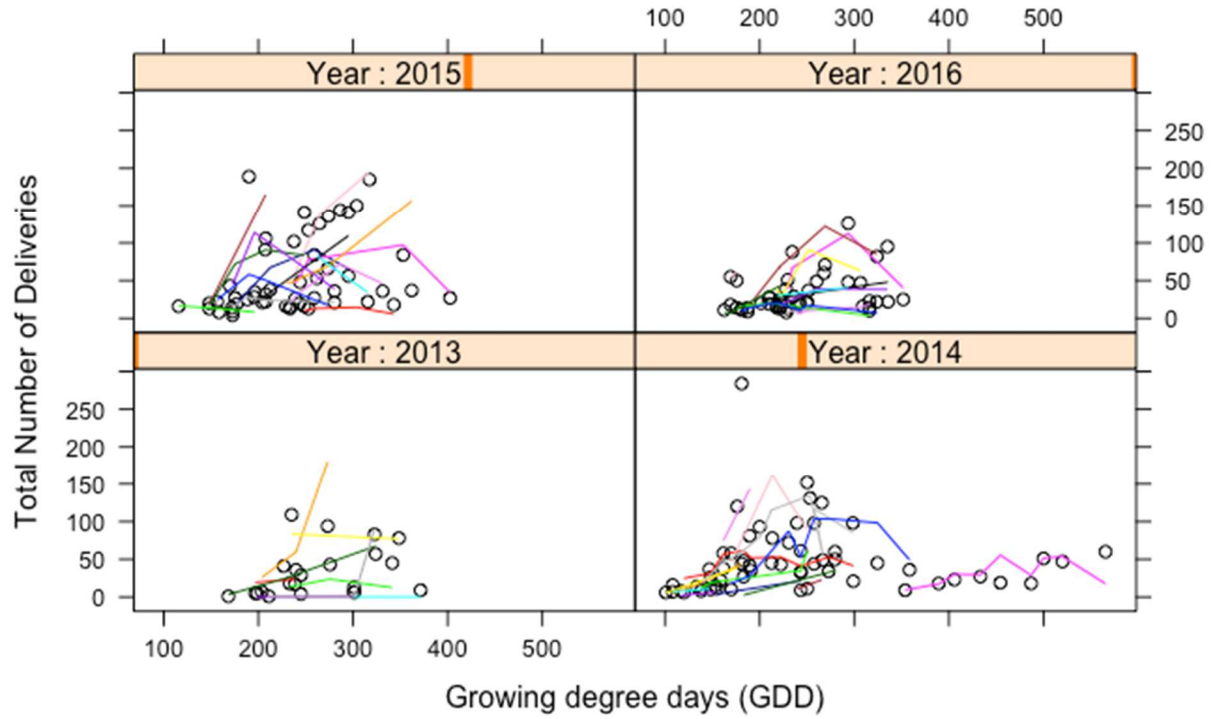 100 200 300 400 500
Year : 2015 Year : 2016
250
200
150
100
50
0
Year : 2013 Year : 2014
250
200
150
100
50
0
100 200 300 400 500
Total Number of Deliveries
Growing degree days (GDD)